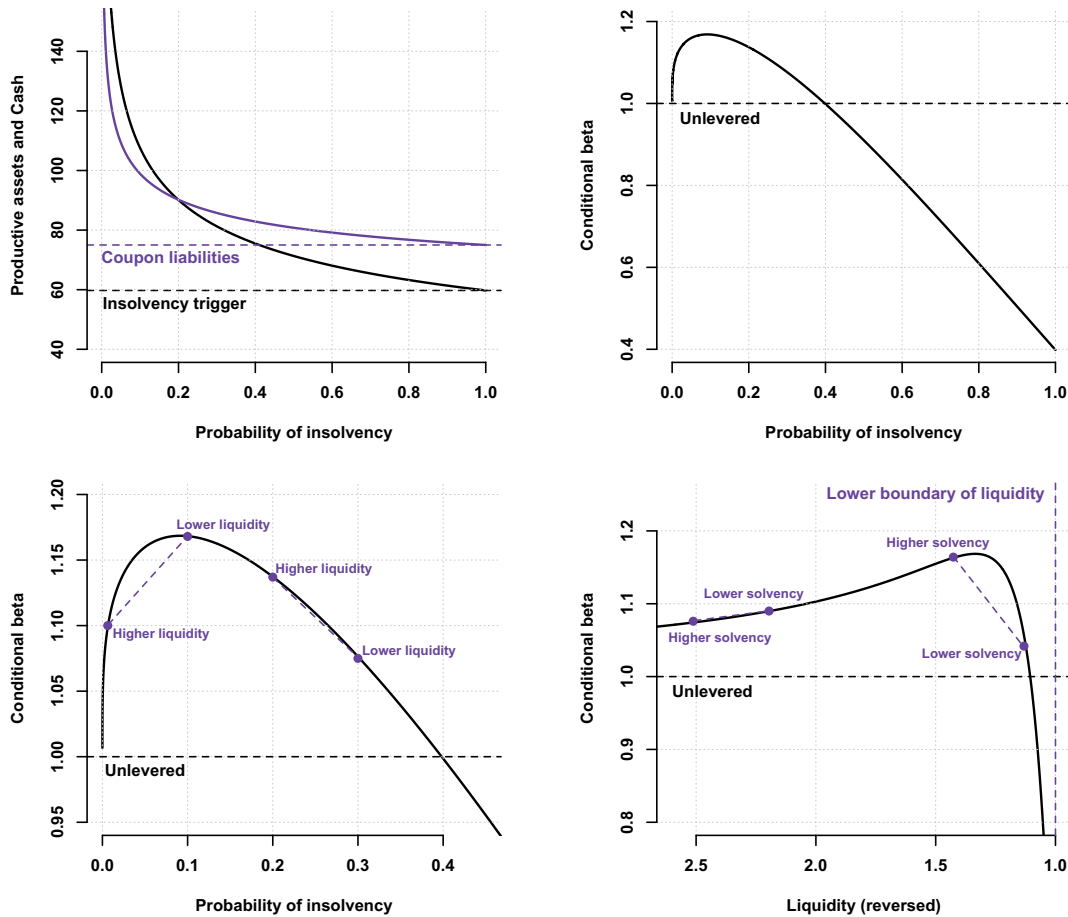 Productive assets and Cash
140
120
100
80
60
40
Coupon liabilities
Insolvency trigger
0.0 0.2 0.4 0.6 0.8 1.0
Probability of insolvency
Conditional beta
1.2
1.0
0.8
0.6
0.4
Unlevered
0.0 0.2 0.4 0.6 0.8 1.0
Probability of insolvency
Conditional beta
1.20
1.15
1.10
1.05
1.00
0.95
Lower liquidity
Higher liquidity
Higher liquidity
Lower liquidity
Unlevered
0.0 0.1 0.2 0.3 0.4
Probability of insolvency
Conditional beta
1.2
1.1
1.0
0.9
0.8
Lower boundary of liquidity
Higher solvency
Lower solvency
Higher solvency
Lower solvency
Unlevered
2.5 2.0 1.5 1.0
Liquidity (reversed)